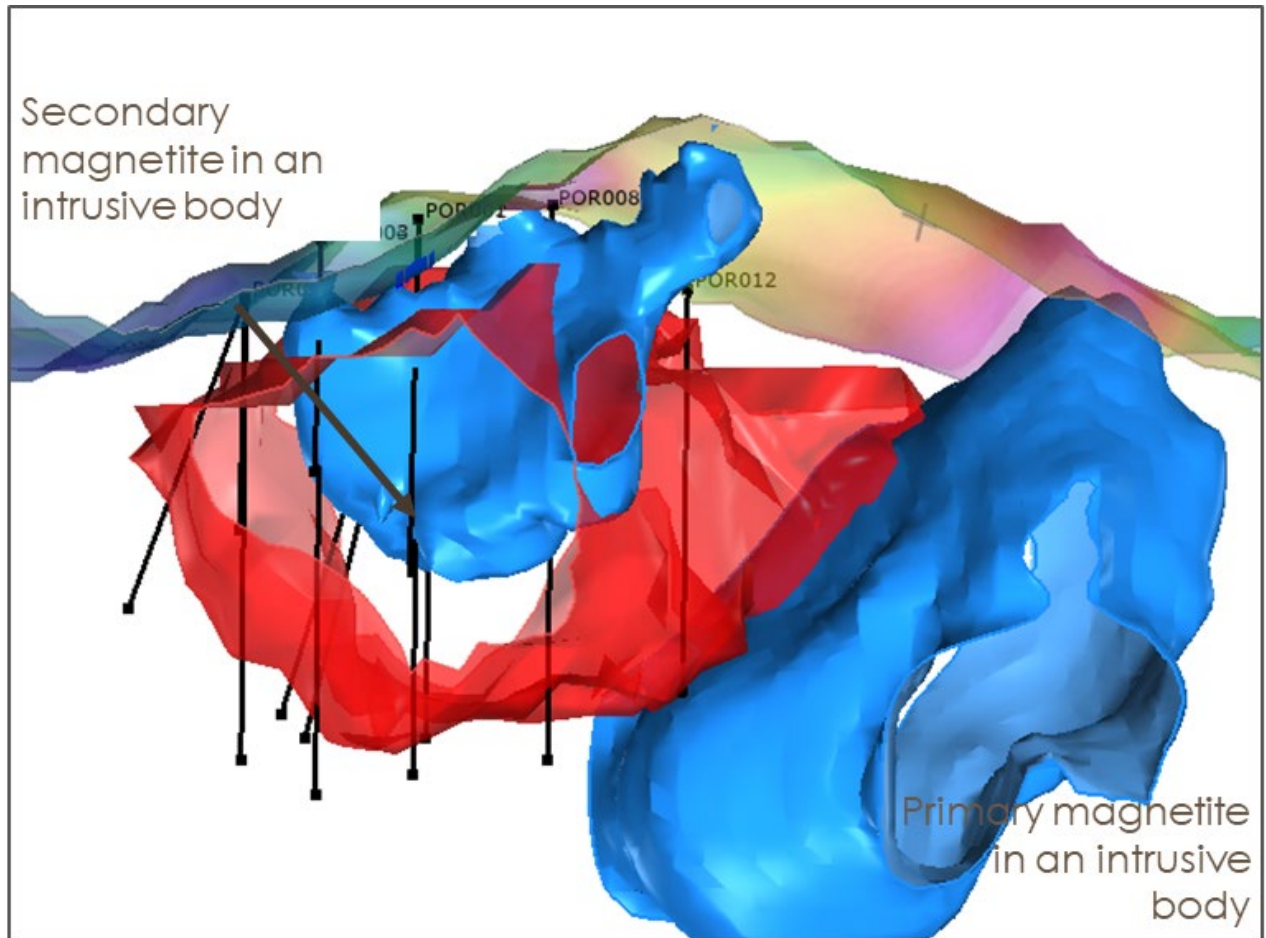 Secondary
magnetite in an
intrusive body
POR008
POR012
Primary magnetite
in an intrusive
body